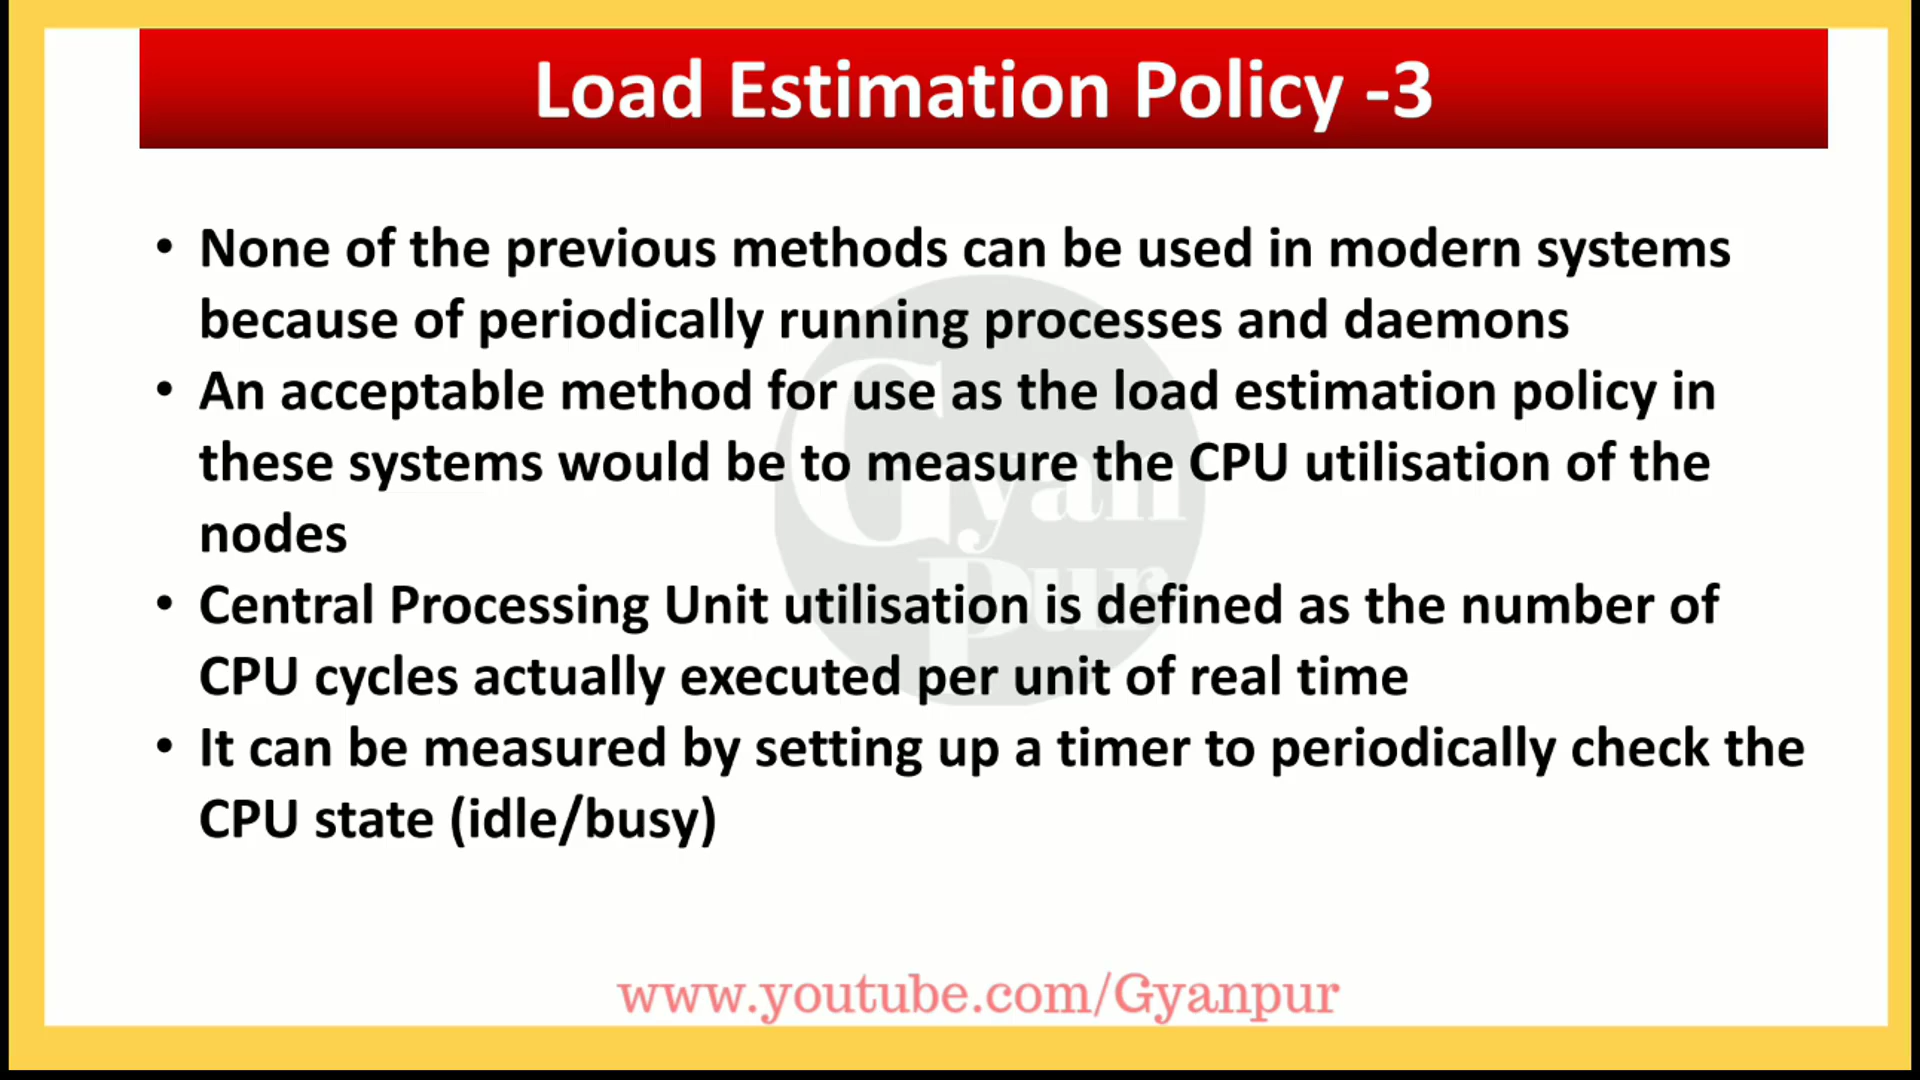 Load Estimation Policy -3
• None of the previous methods can be used in modern systems
because of periodically running processes and daemons
• An acceptable method for use as the load estimation policy in
these systems would be to measure the CPU utilisation of the
nodes
• Central Processing Unit utilisation is defined as the number of
CPU cycles actually executed per unit of real time
• It can be measured by setting up a timer to periodically check the
CPU state (idle/busy)
Gyan
Pur
www.youtube.com/Gyanpur